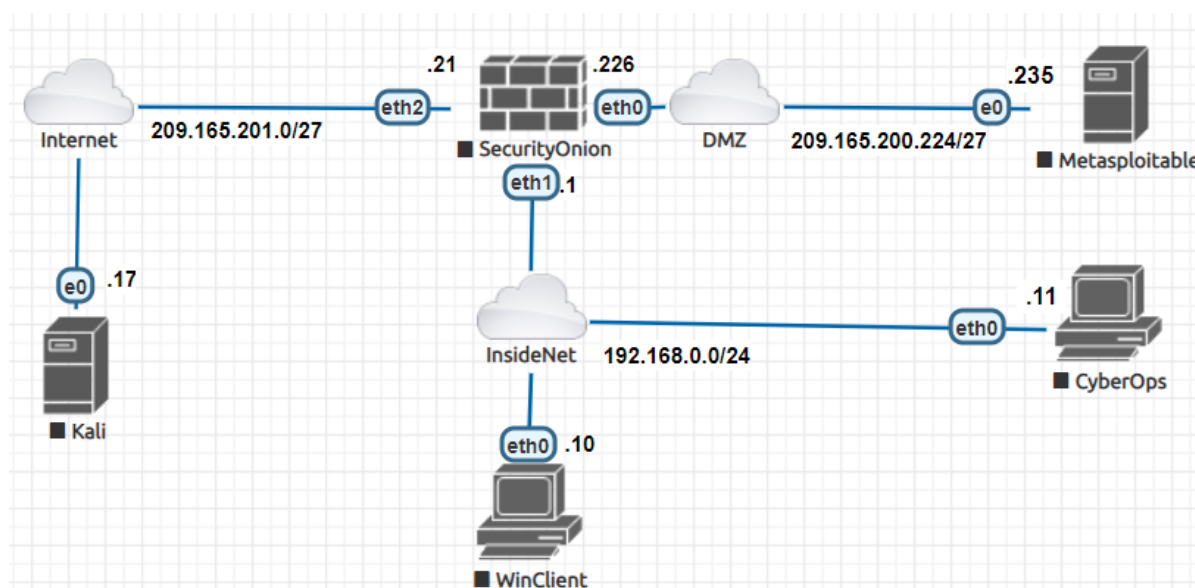 .21
.226
.235
eth2
eth0
e0
Internet
209.165.201.0/27
SecurityOnion
DMZ
209.165.200.224/27
Metasploitable
eth1
.1
e0
.17
.11
eth0
InsideNet
192.168.0.0/24
CyberOps
Kali
eth0
.10
WinClient